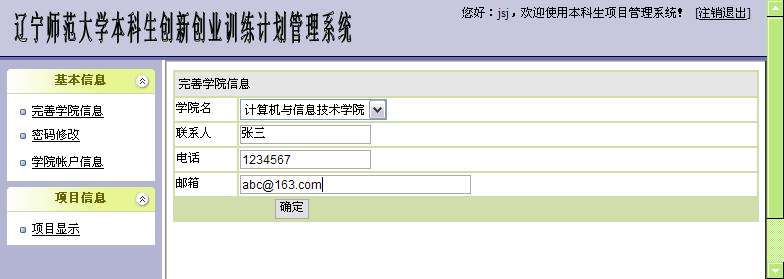 辽宁师范大学本科生创新创业训练计划管理系统
您好：jsj，欢迎使用本科生项目管理系统！ [注销退出]
基本信息
完善学院信息
密码修改
学院帐户信息
项目信息
项目显示
完善学院信息
学院名 计算机与信息技术学院
联系人 张三
电话 1234567
邮箱 abc@163.com
确定